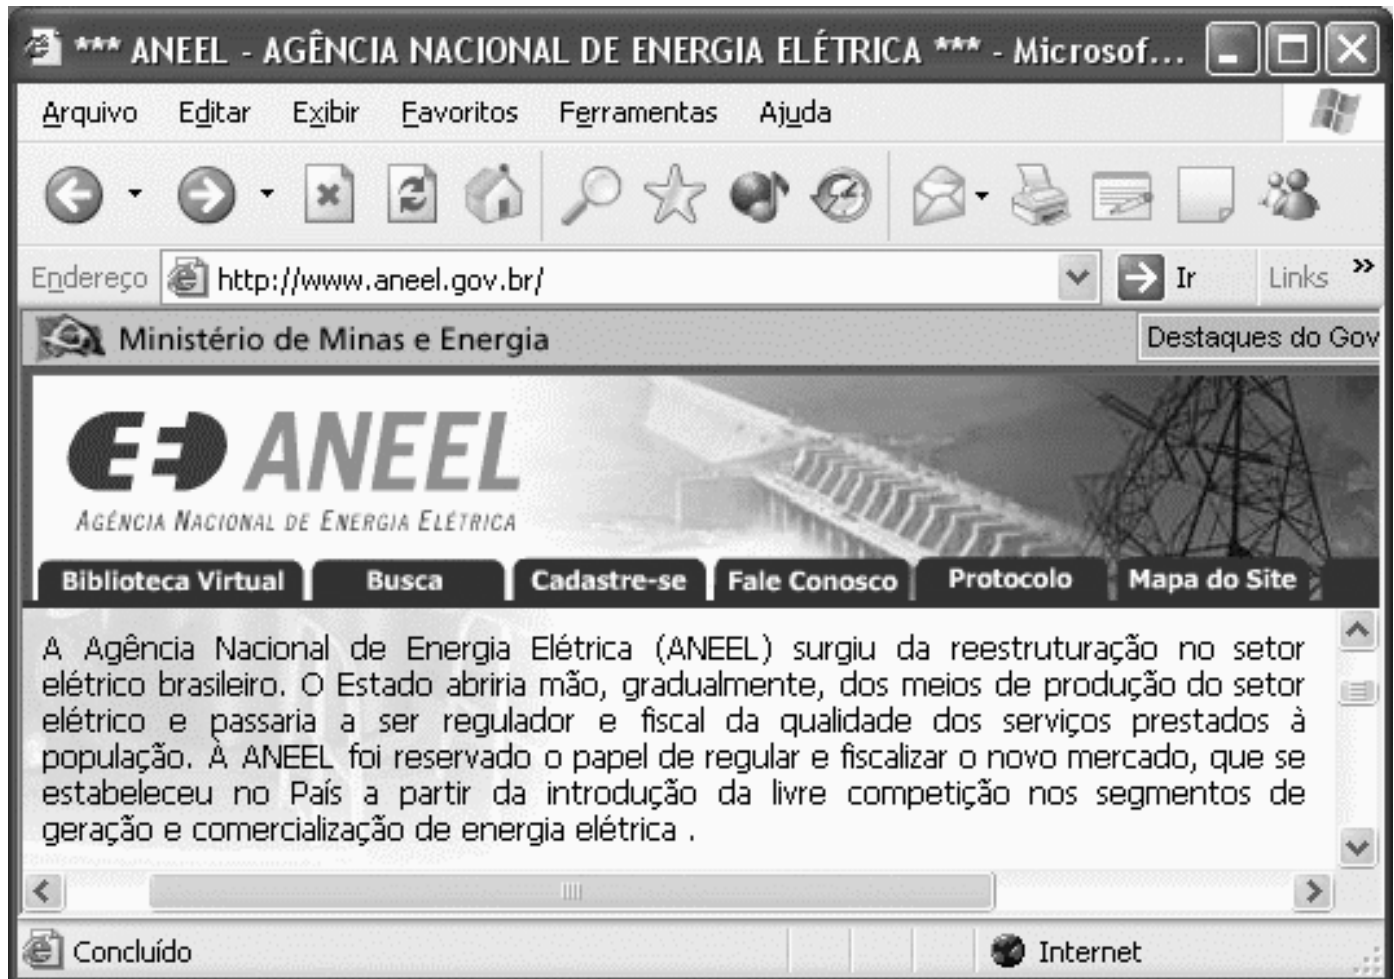 *** ANEEL - AGÊNCIA NACIONAL DE ENERGIA ELÉTRICA *** - Microsof...
Arquivo Editar Exibir Favoritos Ferramentas Ajuda
Endereço http://www.aneel.gov.br/ Ir Links »
Ministério de Minas e Energia Destaques do Gov
ANEEL
AGÊNCIA NACIONAL DE ENERGIA ELÉTRICA
Biblioteca Virtual Busca Cadastre-se Fale Conosco Protocolo Mapa do Site
A Agência Nacional de Energia Elétrica (ANEEL) surgiu da reestruturação no setor
elétrico brasileiro. O Estado abriria mão, gradualmente, dos meios de produção do setor
elétrico e passaria a ser regulador e fiscal da qualidade dos serviços prestados à
população. À ANEEL foi reservado o papel de regular e fiscalizar o novo mercado, que se
estabeleceu no País a partir da introdução da livre competição nos segmentos de
geração e comercialização de energia elétrica .
Concluído Internet